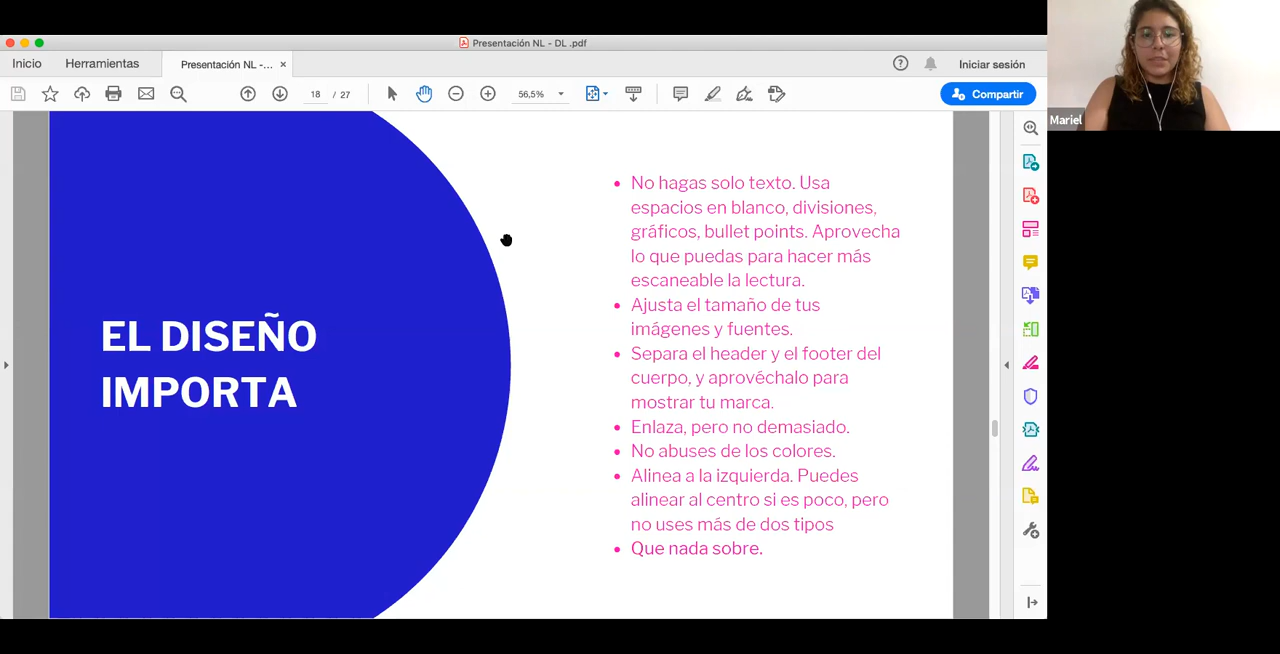 Presentación NL - DL .pdf
Inicio
Herramientas
Presentación NL -... ×
Iniciar sesión
18 / 27
56,5%
Compartir
Mariel
EL DISEÑO
IMPORTA
• No hagas solo texto. Usa
espacios en blanco, divisiones,
gráficos, bullet points. Aprovecha
lo que puedas para hacer más
escaneable la lectura.
• Ajusta el tamaño de tus
imágenes y fuentes.
• Separa el header y el footer del
cuerpo, y aprovéchalo para
mostrar tu marca.
• Enlaza, pero no demasiado.
• No abuses de los colores.
• Alinea a la izquierda. Puedes
alinear al centro si es poco, pero
no uses más de dos tipos
• Que nada sobre.